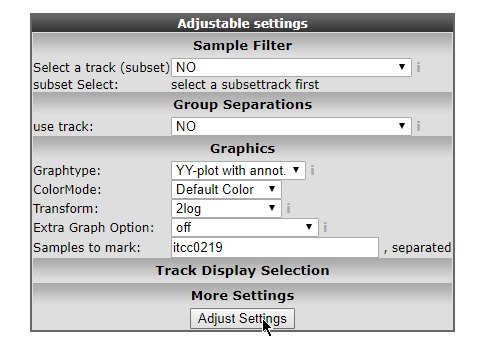 Adjustable settings
Sample Filter
Select a track (subset) NO
subset Select: select a subsettrack first
Group Separations
use track: NO
Graphics
Graphtype: YY-plot with annot.
ColorMode: Default Color
Transform: 2log
Extra Graph Option: off
Samples to mark: itcc0219 , separated
Track Display Selection
More Settings
Adjust Settings